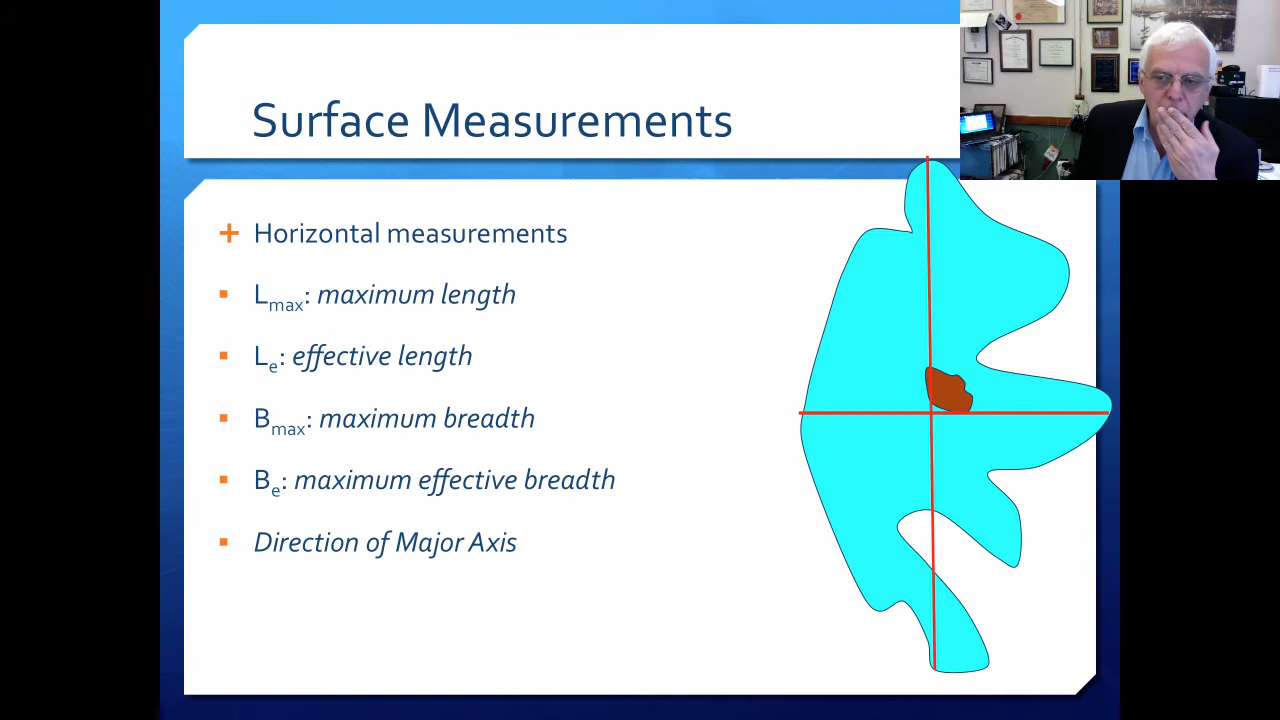 Surface Measurements
Horizontal measurements
Lmax: maximum length
Le: effective length
Bmax: maximum breadth
Be: maximum effective breadth
Direction of Major Axis